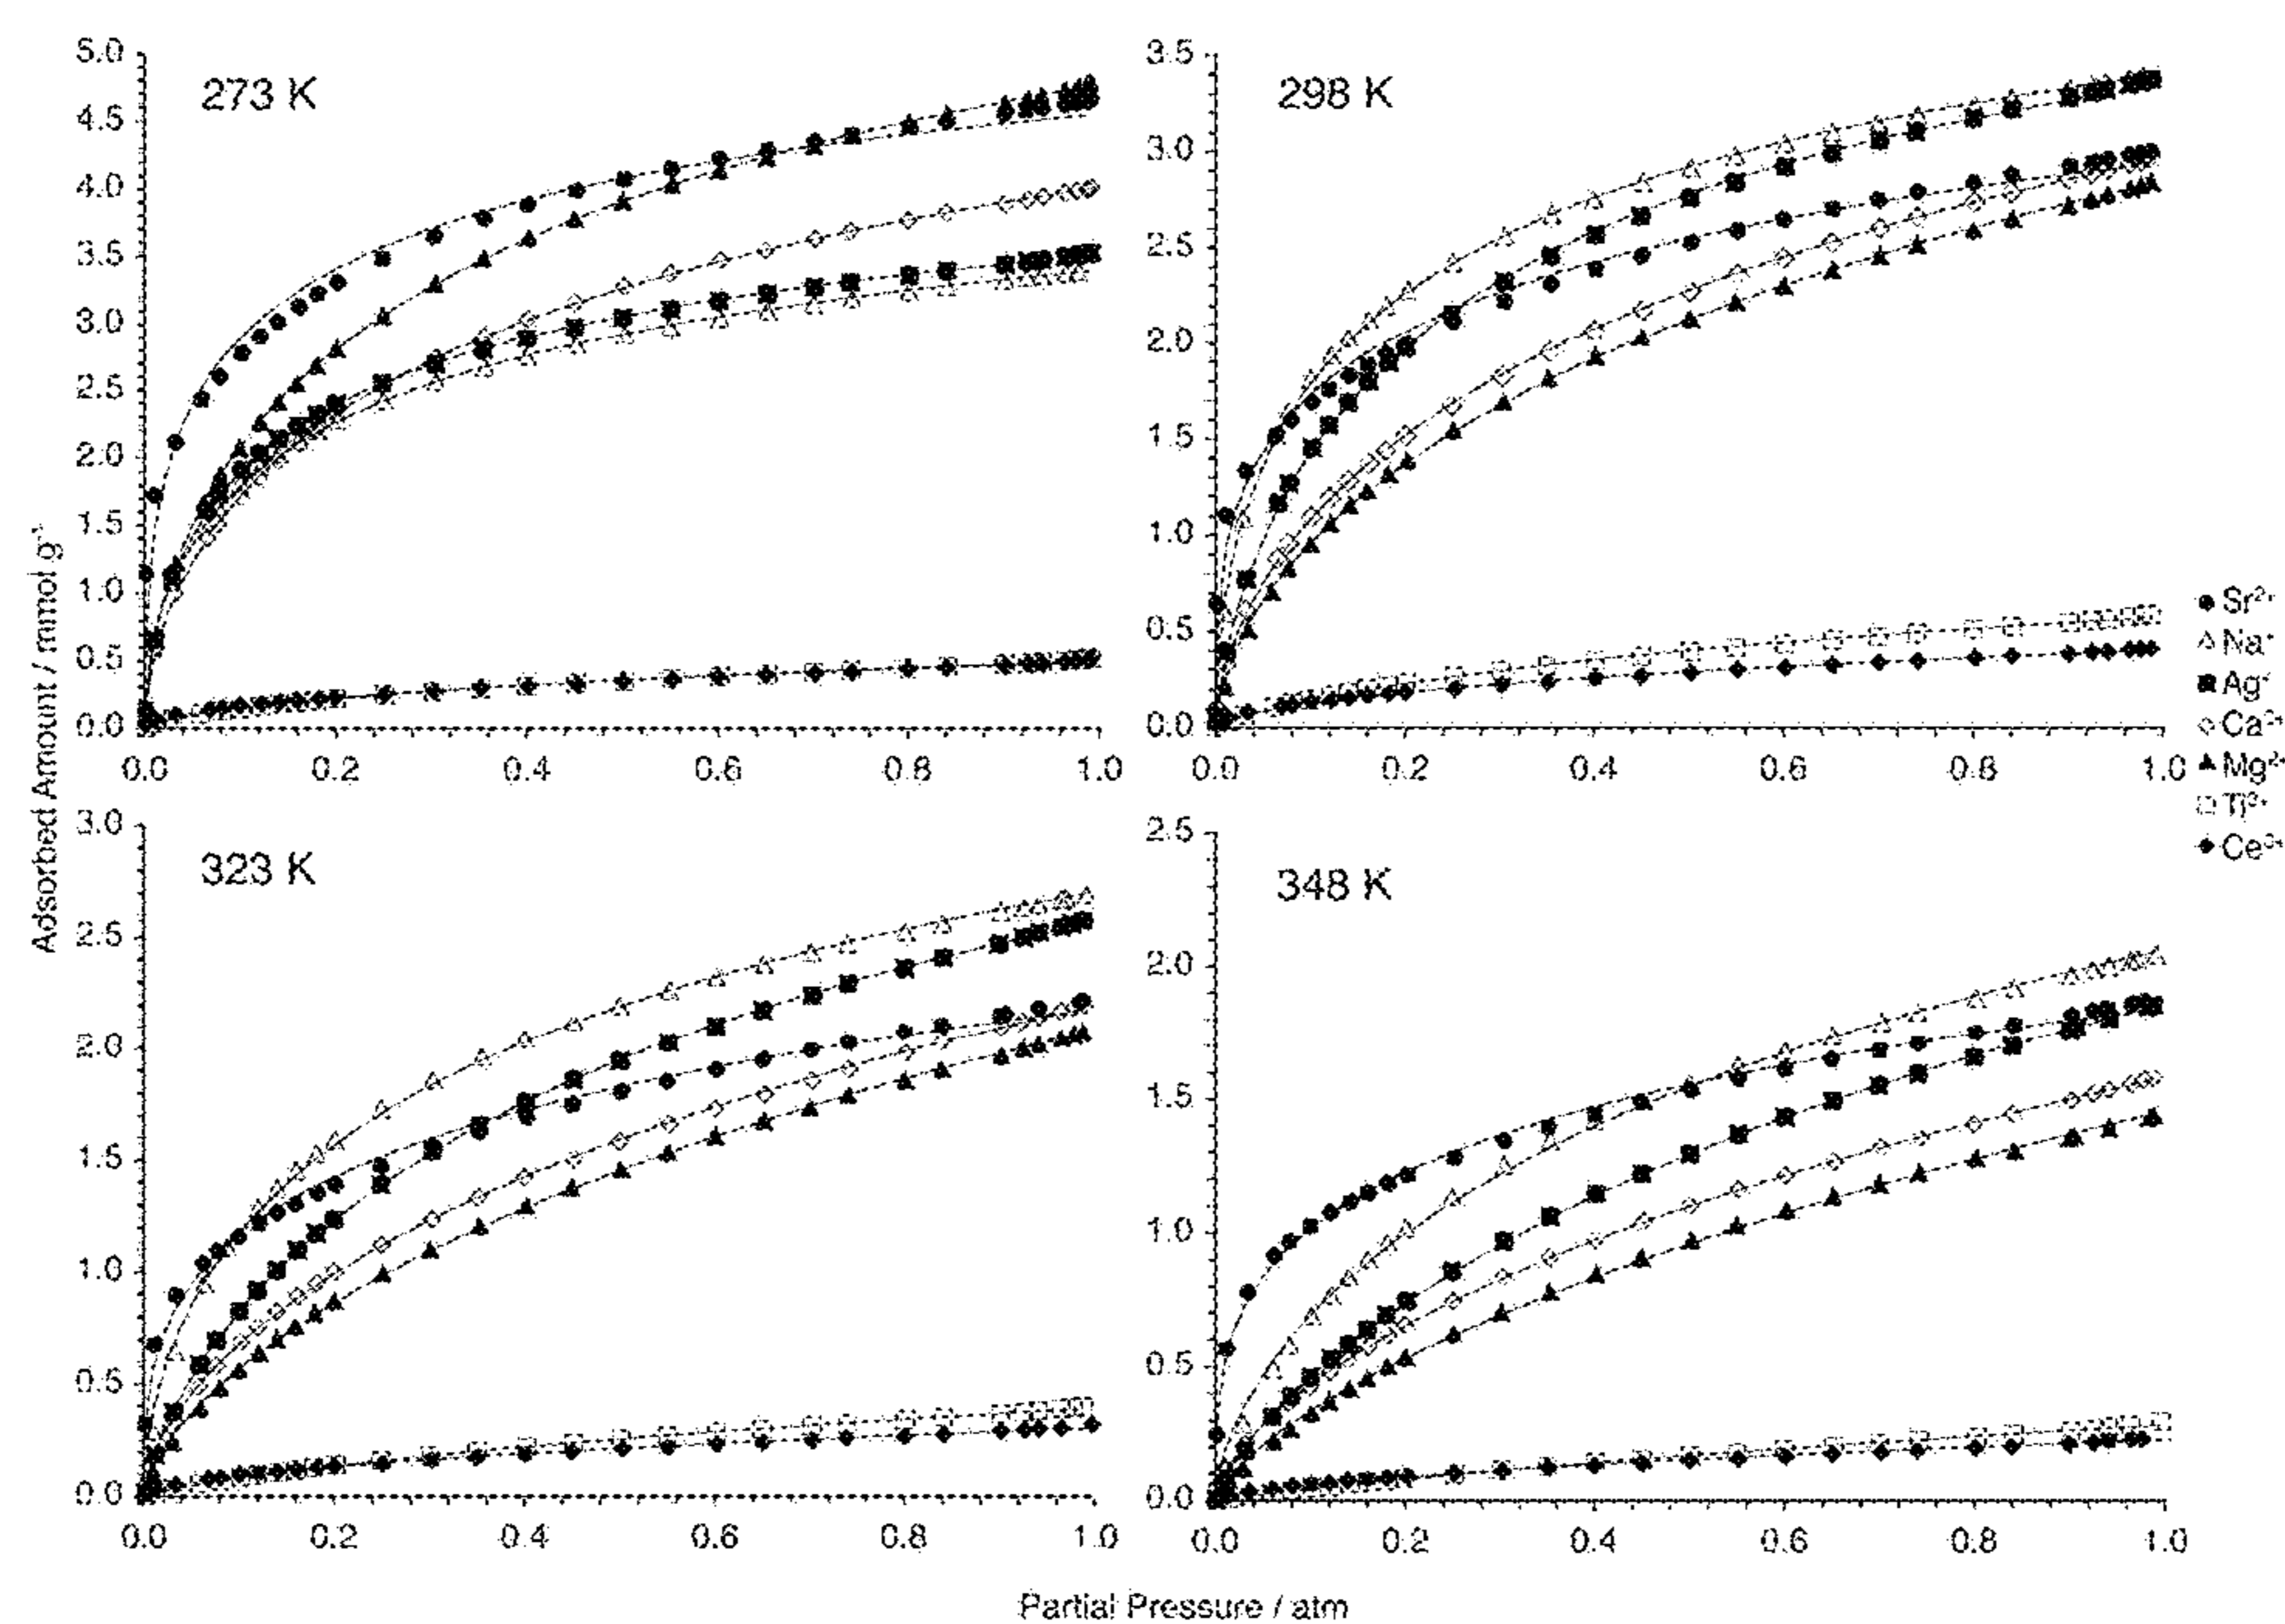 273 K
5.0
4.5
4.0
3.5
3.0
2.5
2.0
1.5
1.0
0.5
0.0
0.0 0.2 0.4 0.6 0.8 1.0
298 K
3.5
3.0
2.5
2.0
1.5
1.0
0.5
0.0
0.0 0.2 0.4 0.6 0.8 1.0
Sr²⁺
Na⁺
Ag⁺
Ca²⁺
Mg²⁺
Ti³⁺
Ce³⁺
Adsorbed Amount / mmol g⁻¹
323 K
3.0
2.5
2.0
1.5
1.0
0.5
0.0
0.0 0.2 0.4 0.6 0.8 1.0
348 K
2.5
2.0
1.5
1.0
0.5
0.0
0.0 0.2 0.4 0.6 0.8 1.0
Partial Pressure / atm